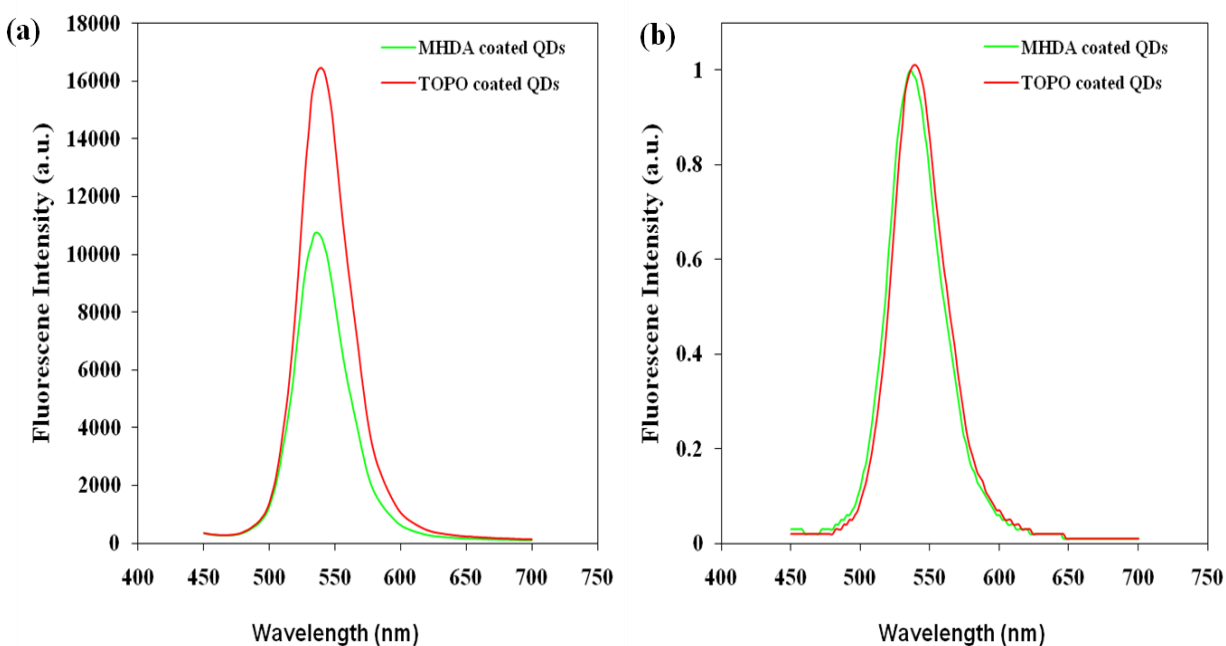 (a)
18000
16000
14000
12000
10000
8000
6000
4000
2000
0
400 450 500 550 600 650 700 750
Fluorescene Intensity (a.u.)
Wavelength (nm)
MHDA coated QDs
TOPO coated QDs
(b)
1
0.8
0.6
0.4
0.2
0
400 450 500 550 600 650 700 750
Fluorescene Intensity (a.u.)
Wavelength (nm)
MHDA coated QDs
TOPO coated QDs